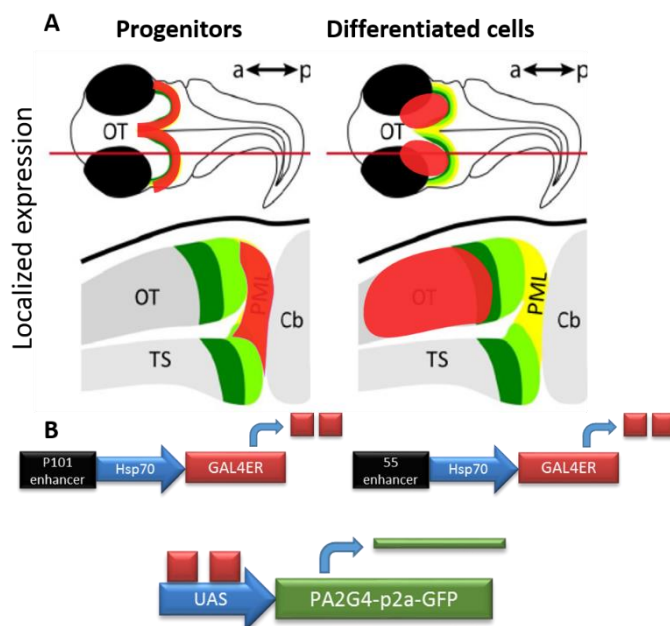 A
Progenitors
Differentiated cells
Localized expression
a p
OT
a p
OT
OT
TS
PML
Cb
OT
TS
PML
Cb
B
P101
enhancer
Hsp70
GAL4ER
55
enhancer
Hsp70
GAL4ER
UAS
PA2G4-p2a-GFP